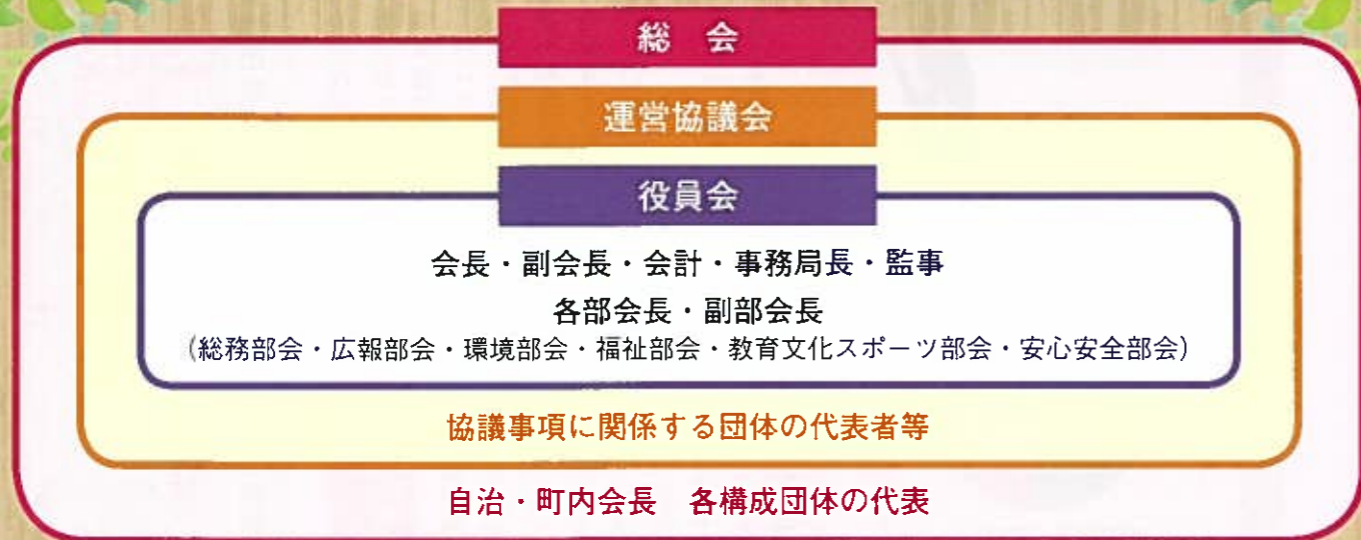 総　会
運営協議会
役員会
会長・副会長・会計・事務局長・監事
各部会長・副部会長
（総務部会・広報部会・環境部会・福祉部会・教育文化スポーツ部会・安心安全部会）
協議事項に関係する団体の代表者等
自治・町内会長　各構成団体の代表